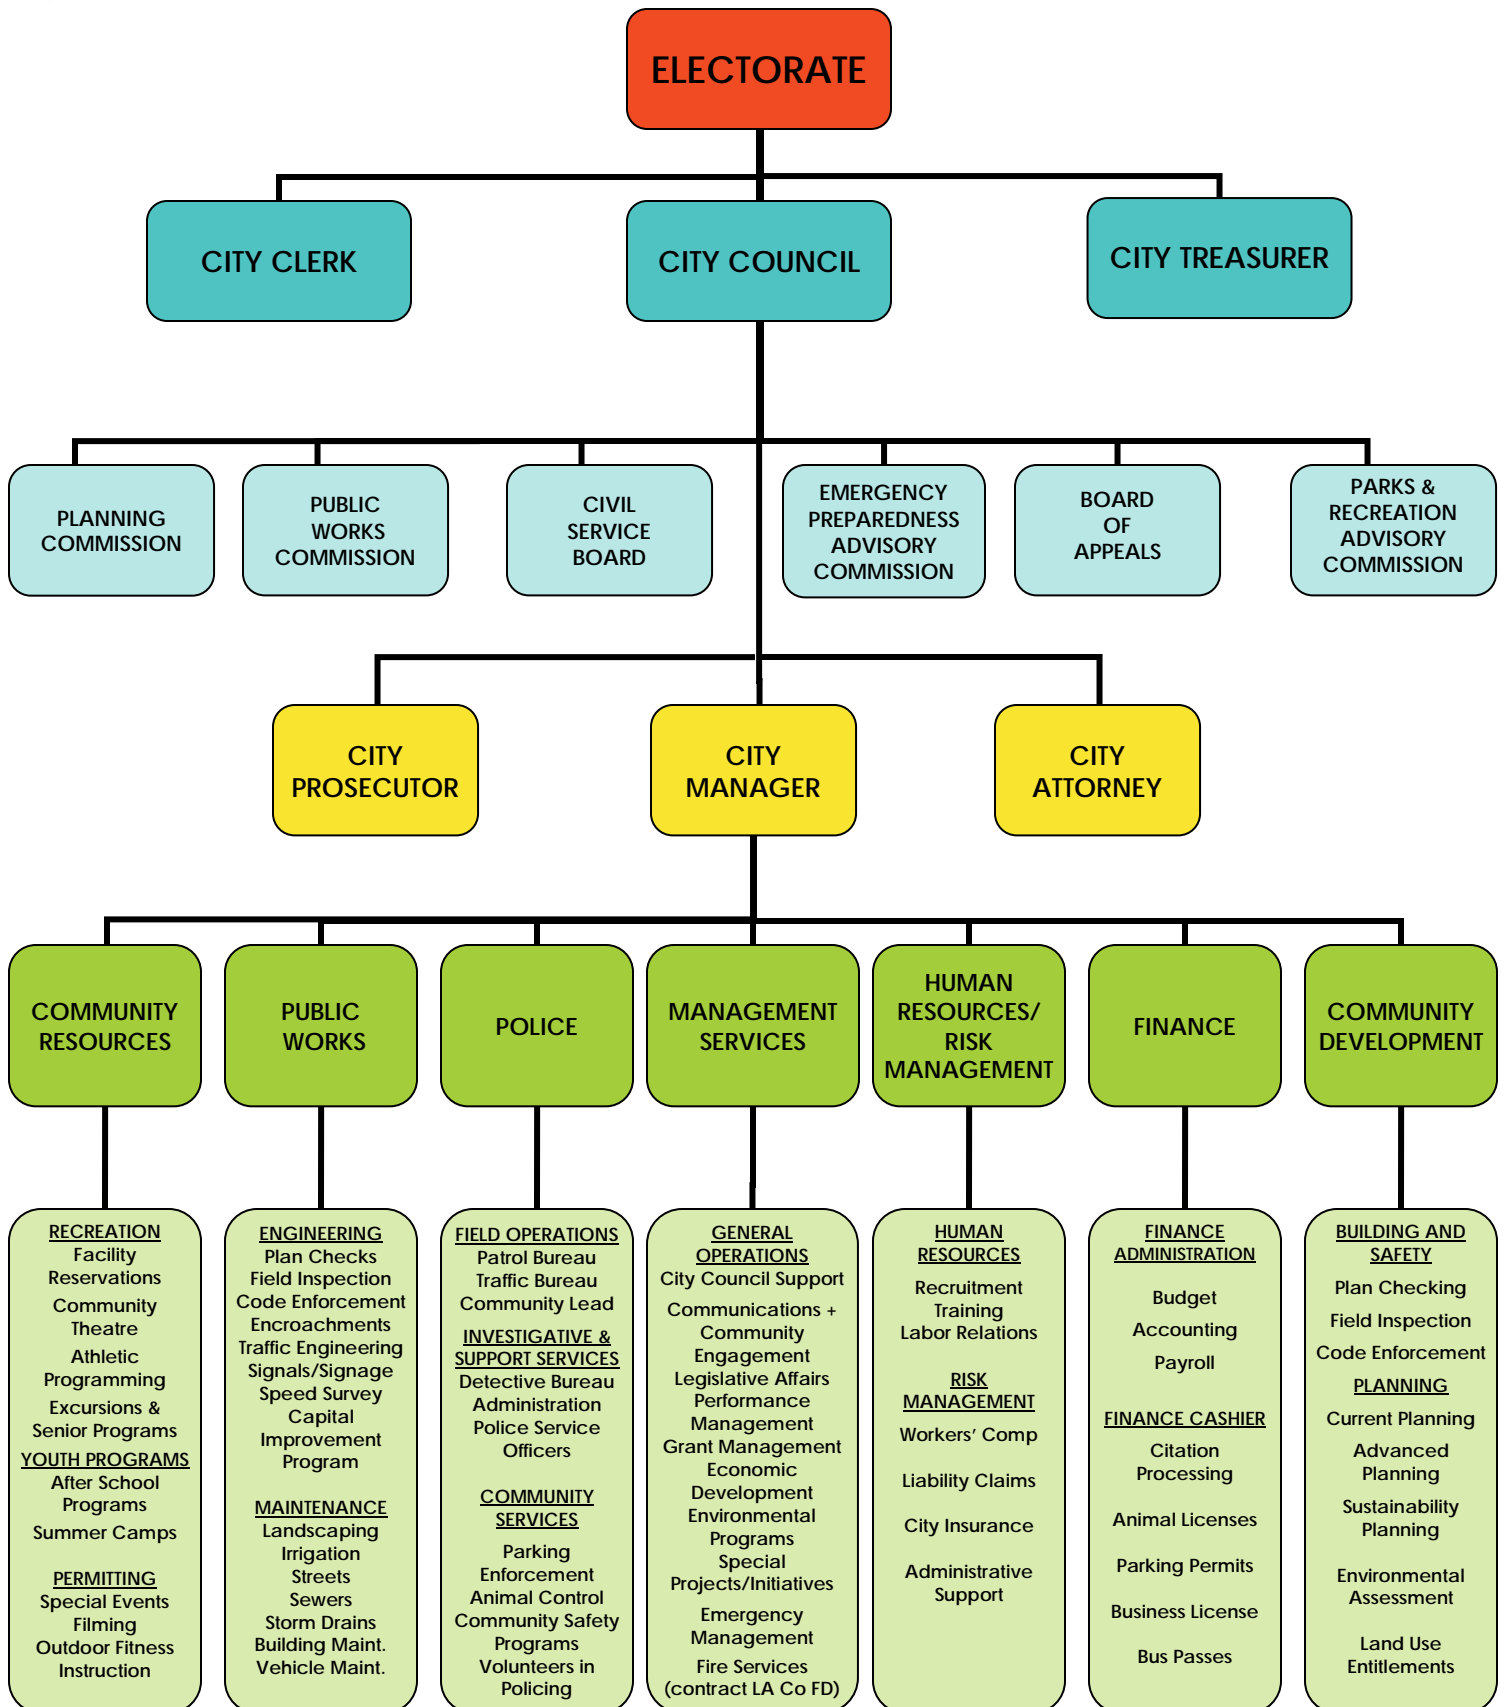 ELECTORATE
CITY CLERK
CITY COUNCIL
CITY TREASURER
PLANNING
COMMISSION
PUBLIC
WORKS
COMMISSION
CIVIL
SERVICE
BOARD
EMERGENCY
PREPAREDNESS
ADVISORY
COMMISSION
BOARD
OF
APPEALS
PARKS &
RECREATION
ADVISORY
COMMISSION
CITY
PROSECUTOR
CITY
MANAGER
CITY
ATTORNEY
COMMUNITY
RESOURCES
PUBLIC
WORKS
POLICE
MANAGEMENT
SERVICES
HUMAN
RESOURCES/
RISK
MANAGEMENT
FINANCE
COMMUNITY
DEVELOPMENT
RECREATION
Facility
Reservations
Community
Theatre
Athletic
Programming
Excursions &
Senior Programs
YOUTH PROGRAMS
After School
Programs
Summer Camps
PERMITTING
Special Events
Filming
Outdoor Fitness
Instruction
ENGINEERING
Plan Checks
Field Inspection
Code Enforcement
Encroachments
Traffic Engineering
Signals/Signage
Speed Survey
Capital
Improvement
Program
MAINTENANCE
Landscaping
Irrigation
Streets
Sewers
Storm Drains
Building Maint.
Vehicle Maint.
FIELD OPERATIONS
Patrol Bureau
Traffic Bureau
Community Lead
INVESTIGATIVE &
SUPPORT SERVICES
Detective Bureau
Administration
Police Service
Officers
COMMUNITY
SERVICES
Parking
Enforcement
Animal Control
Community Safety
Programs
Volunteers in
Policing
GENERAL
OPERATIONS
City Council Support
Communications +
Community
Engagement
Legislative Affairs
Performance
Management
Grant Management
Economic
Development
Environmental
Programs
Special
Projects/Initiatives
Emergency
Management
Fire Services
(contract LA Co FD)
HUMAN
RESOURCES
Recruitment
Training
Labor Relations
RISK
MANAGEMENT
Workers’ Comp
Liability Claims
City Insurance
Administrative
Support
FINANCE
ADMINISTRATION
Budget
Accounting
Payroll
FINANCE CASHIER
Citation
Processing
Animal Licenses
Parking Permits
Business License
Bus Passes
BUILDING AND
SAFETY
Plan Checking
Field Inspection
Code Enforcement
PLANNING
Current Planning
Advanced
Planning
Sustainability
Planning
Environmental
Assessment
Land Use
Entitlements